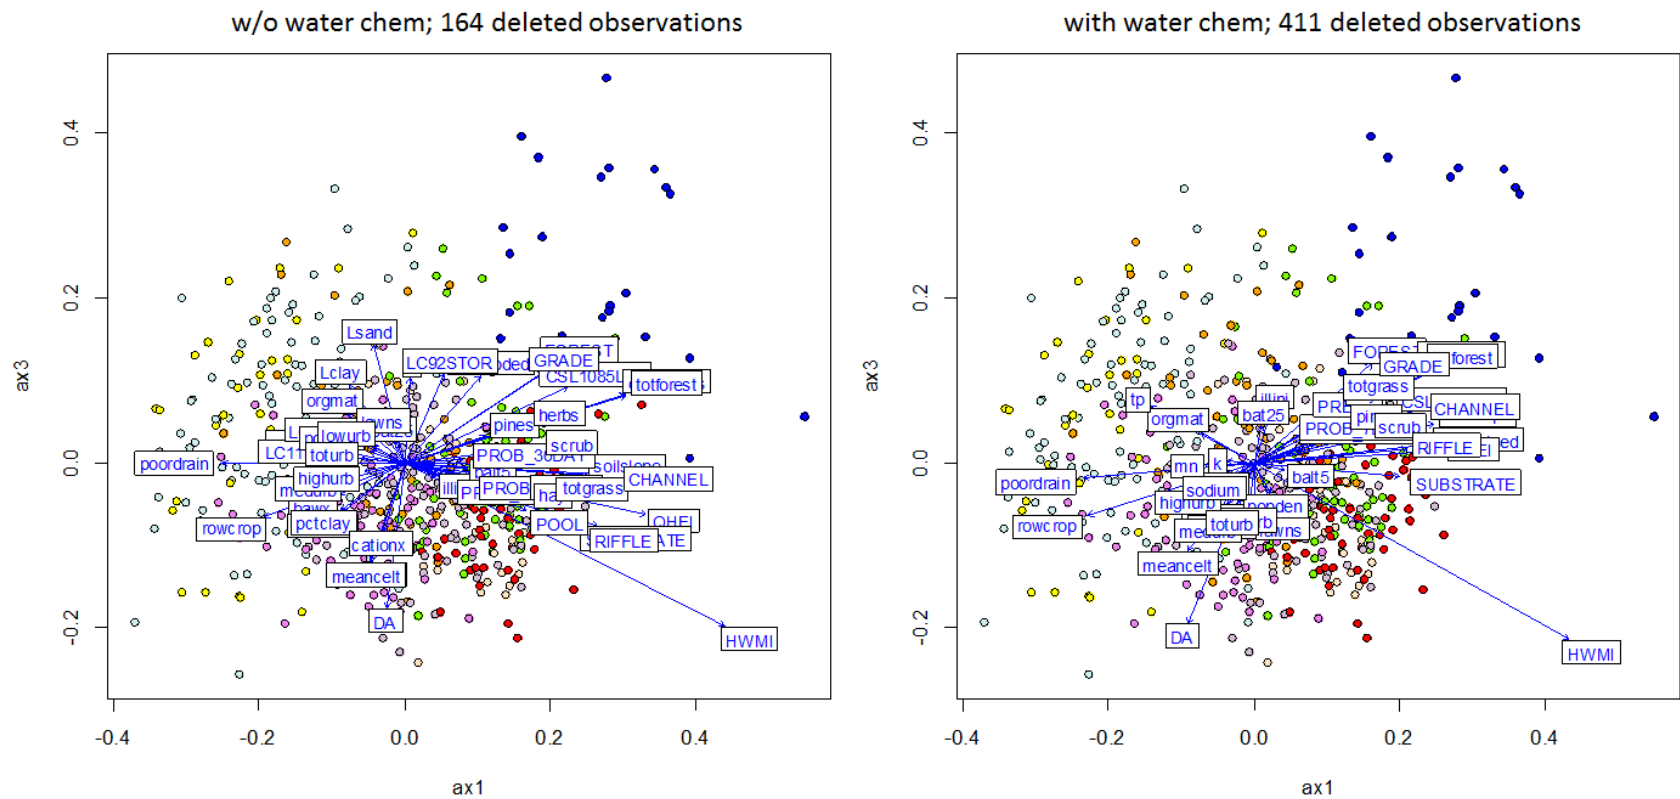 w/o water chem; 164 deleted observations
with water chem; 411 deleted observations
ax3
0.4
0.2
0.0
-0.2
Lsand
LC92STOR
GRADE
Lclay
CSL1085L
totforest
orgmat
herbs
pines
lowurb
scrub
toturb
PROB_30DAY
poordrain
soilslope
highurb
CHANNEL
PROB
totgrass
rowcrop
pctclay
POOL
QHEI
cationx
RIFFLE
meancelt
DA
HWMI
-0.4
-0.2
0.0
0.2
0.4
ax1
ax3
0.4
0.2
0.0
-0.2
FOREST
forest
GRADE
totgrass
tp
orgmat
bat25
CHANNEL
scrub
RIFFLE
mn
k
balt5
poordrain
SUBSTRATE
sodium
highurb
rowcrop
toturb
meancelt
DA
HWMI
-0.4
-0.2
0.0
0.2
0.4
ax1